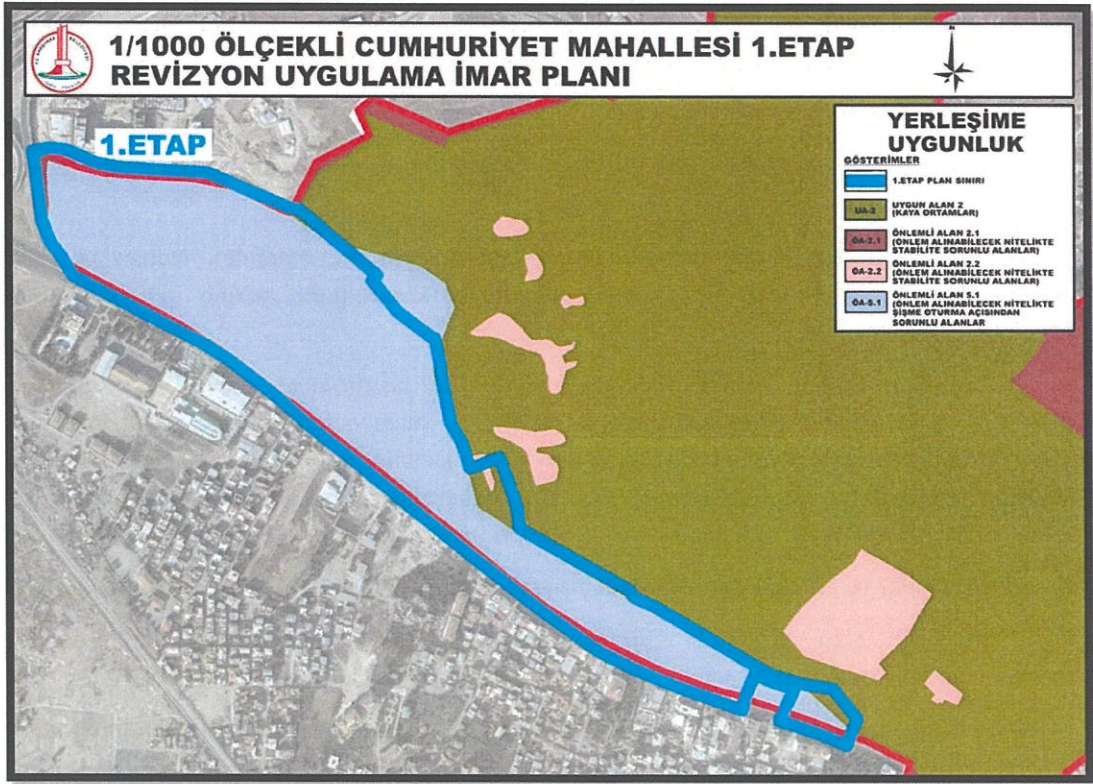 1/1000 ÖLÇEKLİ CUMHURİYET MAHALLESİ 1.ETAP
REVİZYON UYGULAMA İMAR PLANI
1.ETAP
YERLEŞİME
UYGUNLUK
GÖSTERİMLER
1.ETAP PLAN SINIRI
UA-2
UYGUN ALAN 2
(KAYA ORTAMLAR)
ÖA-2.1
ÖNLEMLİ ALAN 2.1
(ÖNLEM ALINABİLECEK NİTELİKTE
STABİLİTE SORUNLU ALANLAR)
ÖA-2.2
ÖNLEMLİ ALAN 2.2
(ÖNLEM ALINABİLECEK NİTELİKTE
STABİLİTE SORUNLU ALANLAR)
ÖA-5.1
ÖNLEMLİ ALAN 5.1
(ÖNLEM ALINABİLECEK NİTELİKTE
ŞİŞME OTURMA AÇISINDAN
SORUNLU ALANLAR